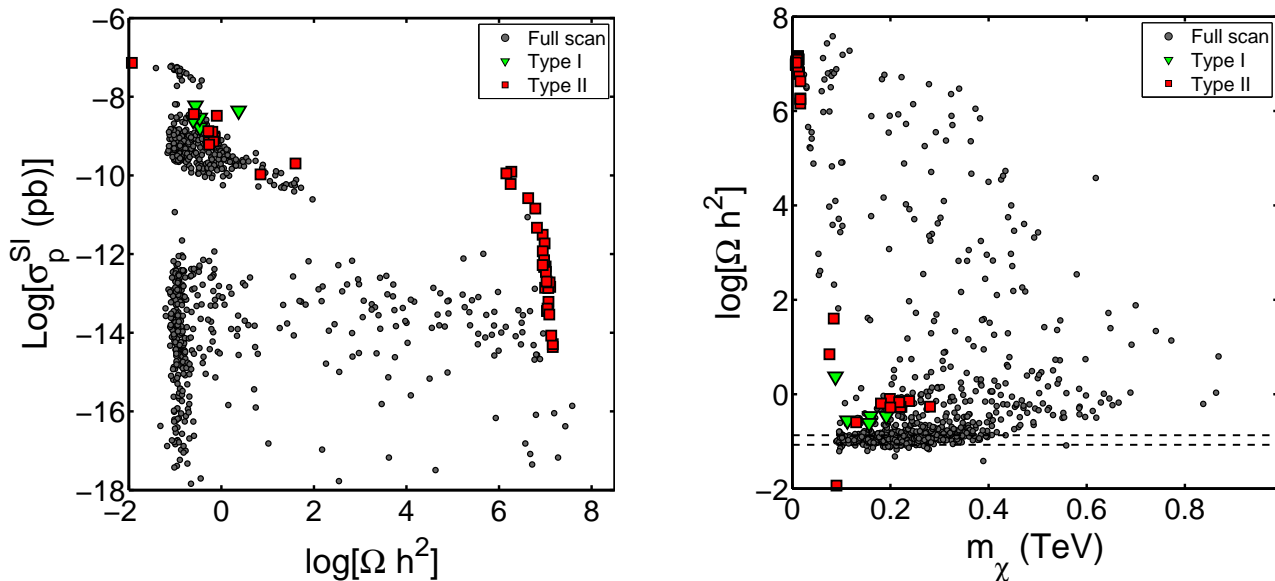 −6
−8
−10
−12
−14
−16
−18
Log[σ_p^SI (pb)]
−2
0
2
4
6
8
log[Ω h²]
Full scan
Type I
Type II
8
6
4
2
0
−2
log[Ω h²]
0
0.2
0.4
0.6
0.8
m_χ (TeV)
Full scan
Type I
Type II